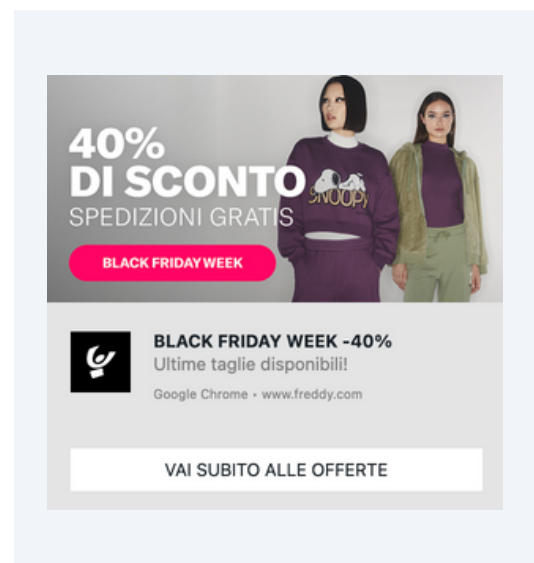 40%
DI SCONTO
SPEDIZIONI GRATIS
BLACK FRIDAY WEEK
SNOOPY
BLACK FRIDAY WEEK -40%
Ultime taglie disponibili!
Google Chrome • www.freddy.com
VAI SUBITO ALLE OFFERTE